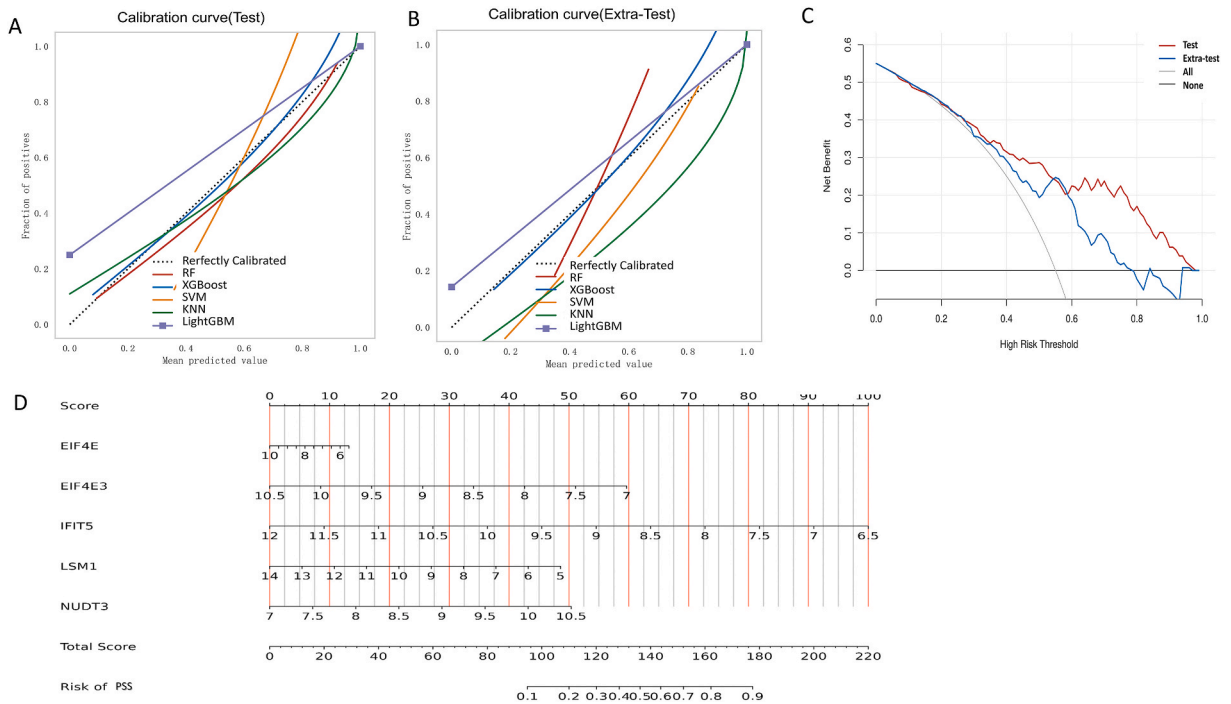 A
Calibration curve(Test)
1.0
0.8
0.6
0.4
0.2
0.0
Fraction of positives
Rerfectly Calibrated
RF
XGBoost
SVM
KNN
LightGBM
0.0 0.2 0.4 0.6 0.8 1.0
Mean predicted value
B
Calibration curve(Extra-Test)
1.0
0.8
0.6
0.4
0.2
0.0
Fraction of positives
Rerfectly Calibrated
RF
XGBoost
SVM
KNN
LightGBM
0.0 0.2 0.4 0.6 0.8 1.0
Mean predicted value
C
0.6
0.5
0.4
0.3
0.2
0.1
0.0
Net Benefit
Test
Extra-test
All
None
0.0 0.2 0.4 0.6 0.8 1.0
High Risk Threshold
D
Score
0 10 20 30 40 50 60 70 80 90 100
EIF4E
10 8 6
EIF4E3
10.5 10 9.5 9 8.5 8 7.5 7
IFIT5
12 11.5 11 10.5 10 9.5 9 8.5 8 7.5 7 6.5
LSM1
14 13 12 11 10 9 8 7 6 5
NUDT3
7 7.5 8 8.5 9 9.5 10 10.5
Total Score
0 20 40 60 80 100 120 140 160 180 200 220
Risk of PSS
0.1 0.2 0.3 0.4 0.5 0.6 0.7 0.8 0.9